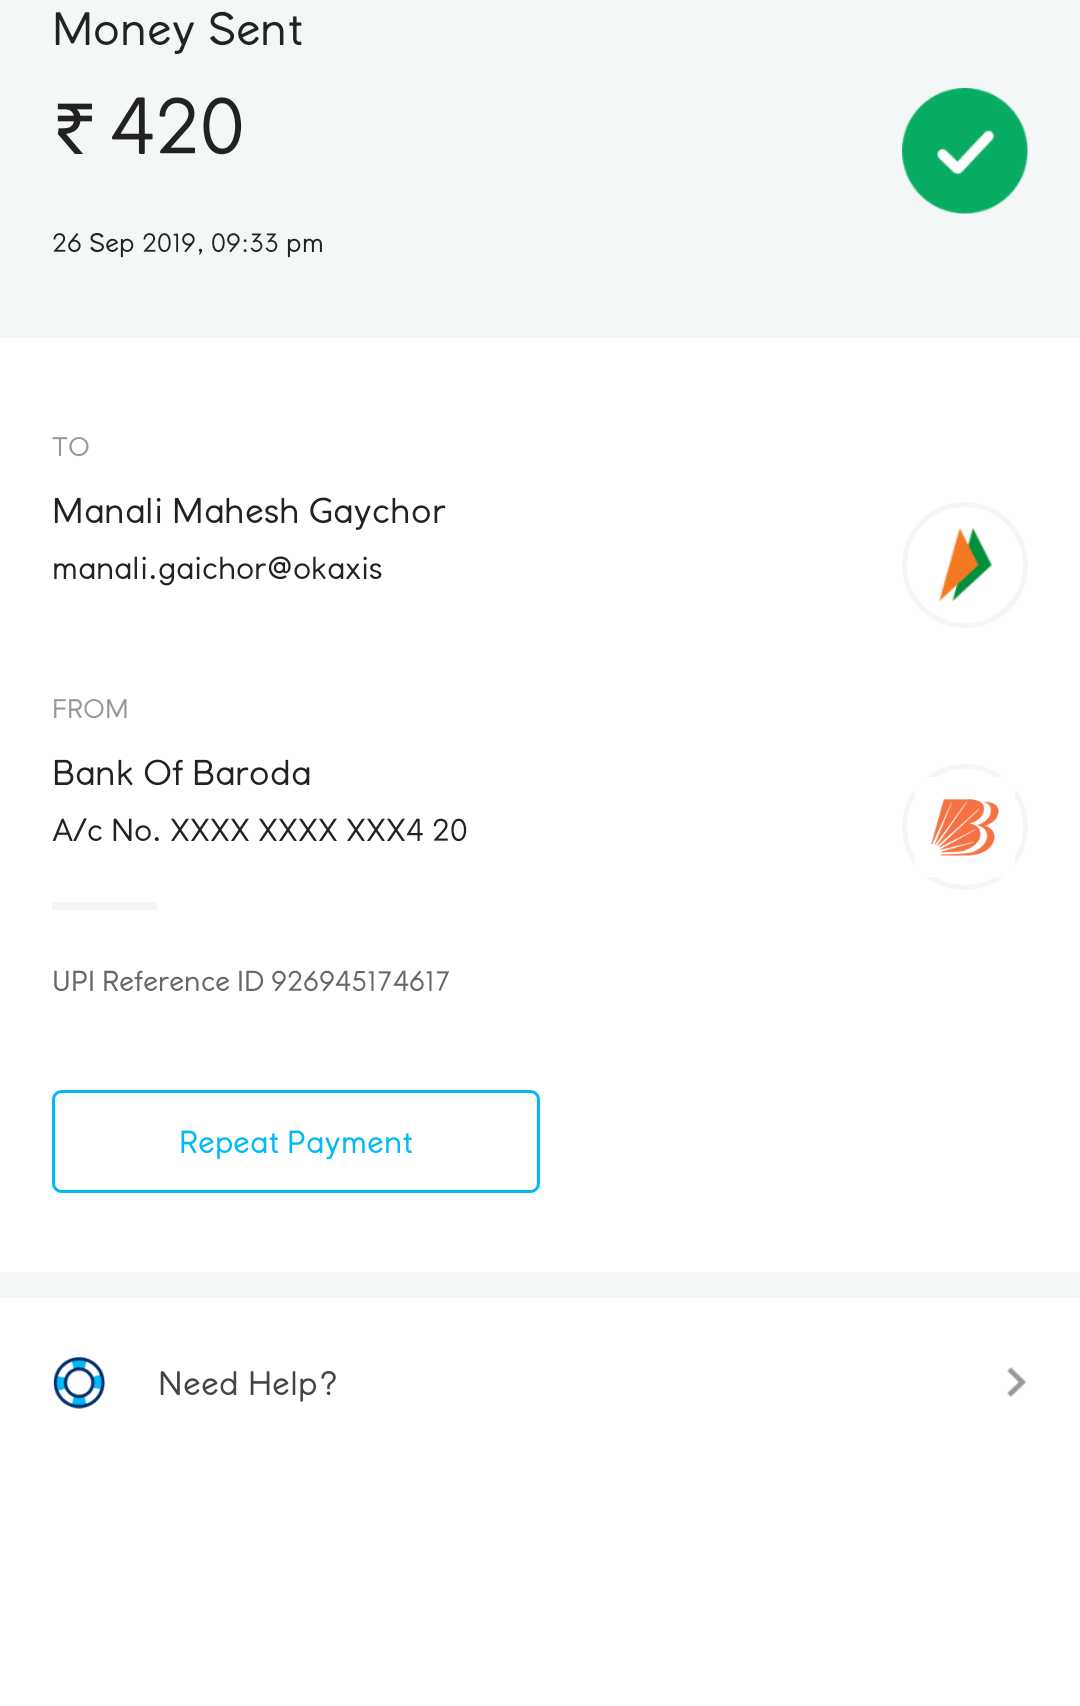 Money Sent
₹ 420
26 Sep 2019, 09:33 pm
TO
Manali Mahesh Gaychor
manali.gaichor@okaxis
FROM
Bank Of Baroda
A/c No. XXXX XXXX XXX4 20
UPI Reference ID 926945174617
Repeat Payment
Need Help?